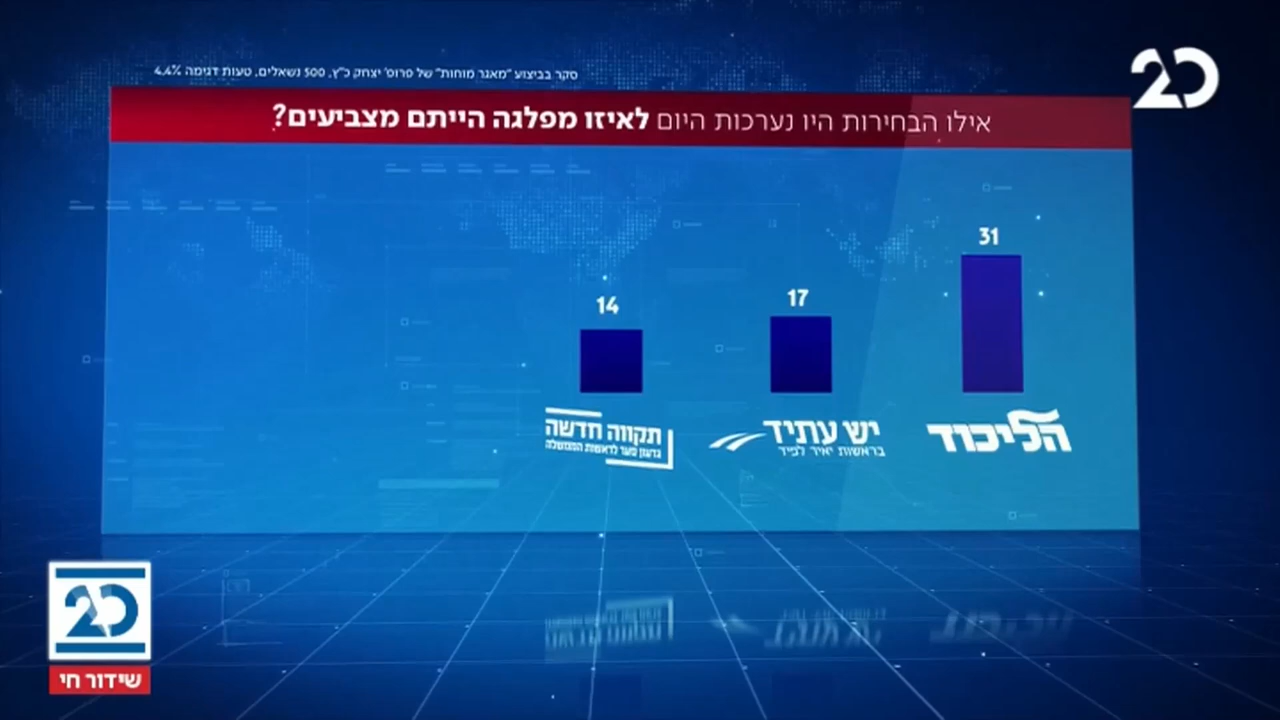 סקר בביצוע "מאגר מוחות" של פרופ' יצחק כ"ץ, 500 נשאלים, טעות דגימה 4.4%
20
אילו הבחירות היו נערכות היום לאיזו מפלגה הייתם מצביעים?
31
17
14
הליכוד
יש עתיד
בראשות יאיר לפיד
תקווה חדשה
גדעון סער לראשות הממשלה
20
שידור חי